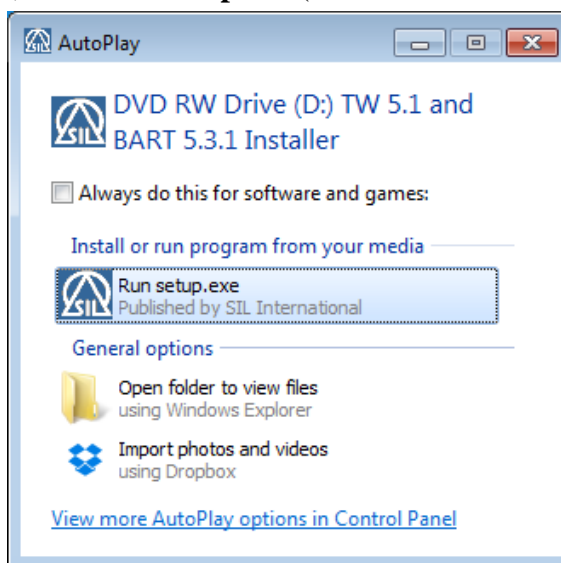 AutoPlay
DVD RW Drive (D:) TW 5.1 and
BART 5.3.1 Installer
SIL
Always do this for software and games:
Install or run program from your media
Run setup.exe
Published by SIL International
SIL
General options
Open folder to view files
using Windows Explorer
Import photos and videos
using Dropbox
View more AutoPlay options in Control Panel